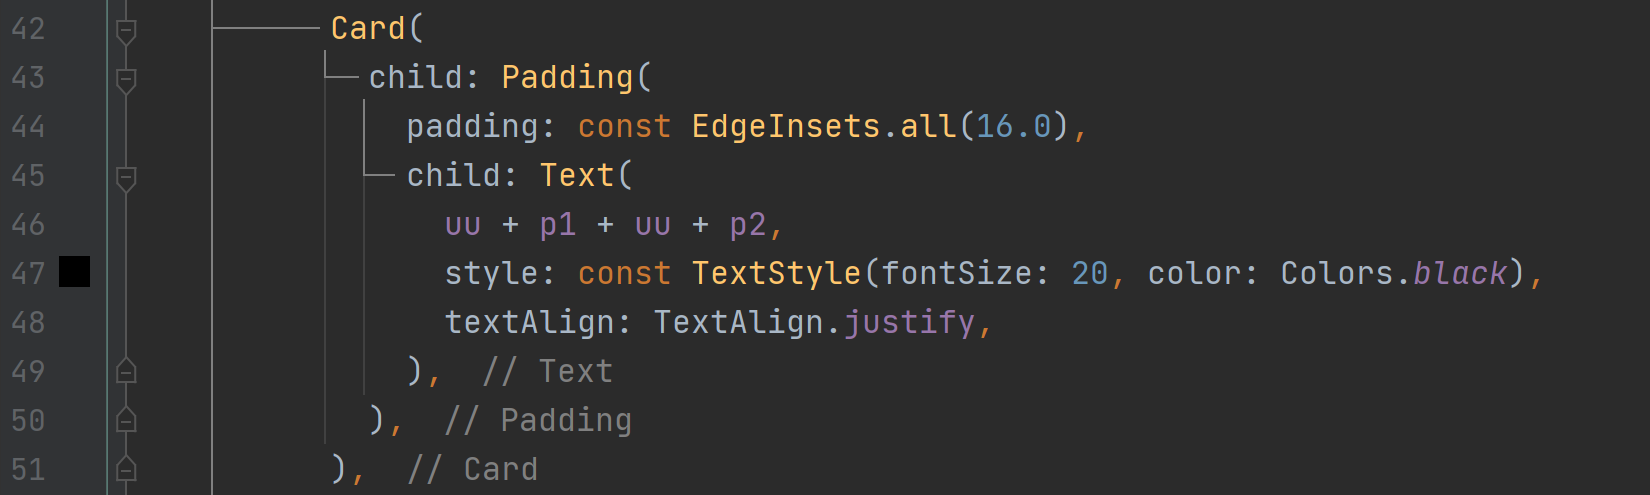 42 Card(
43 child: Padding(
44 padding: const EdgeInsets.all(16.0),
45 child: Text(
46 uu + p1 + uu + p2,
47 style: const TextStyle(fontSize: 20, color: Colors.black),
48 textAlign: TextAlign.justify,
49 ), // Text
50 ), // Padding
51 ), // Card